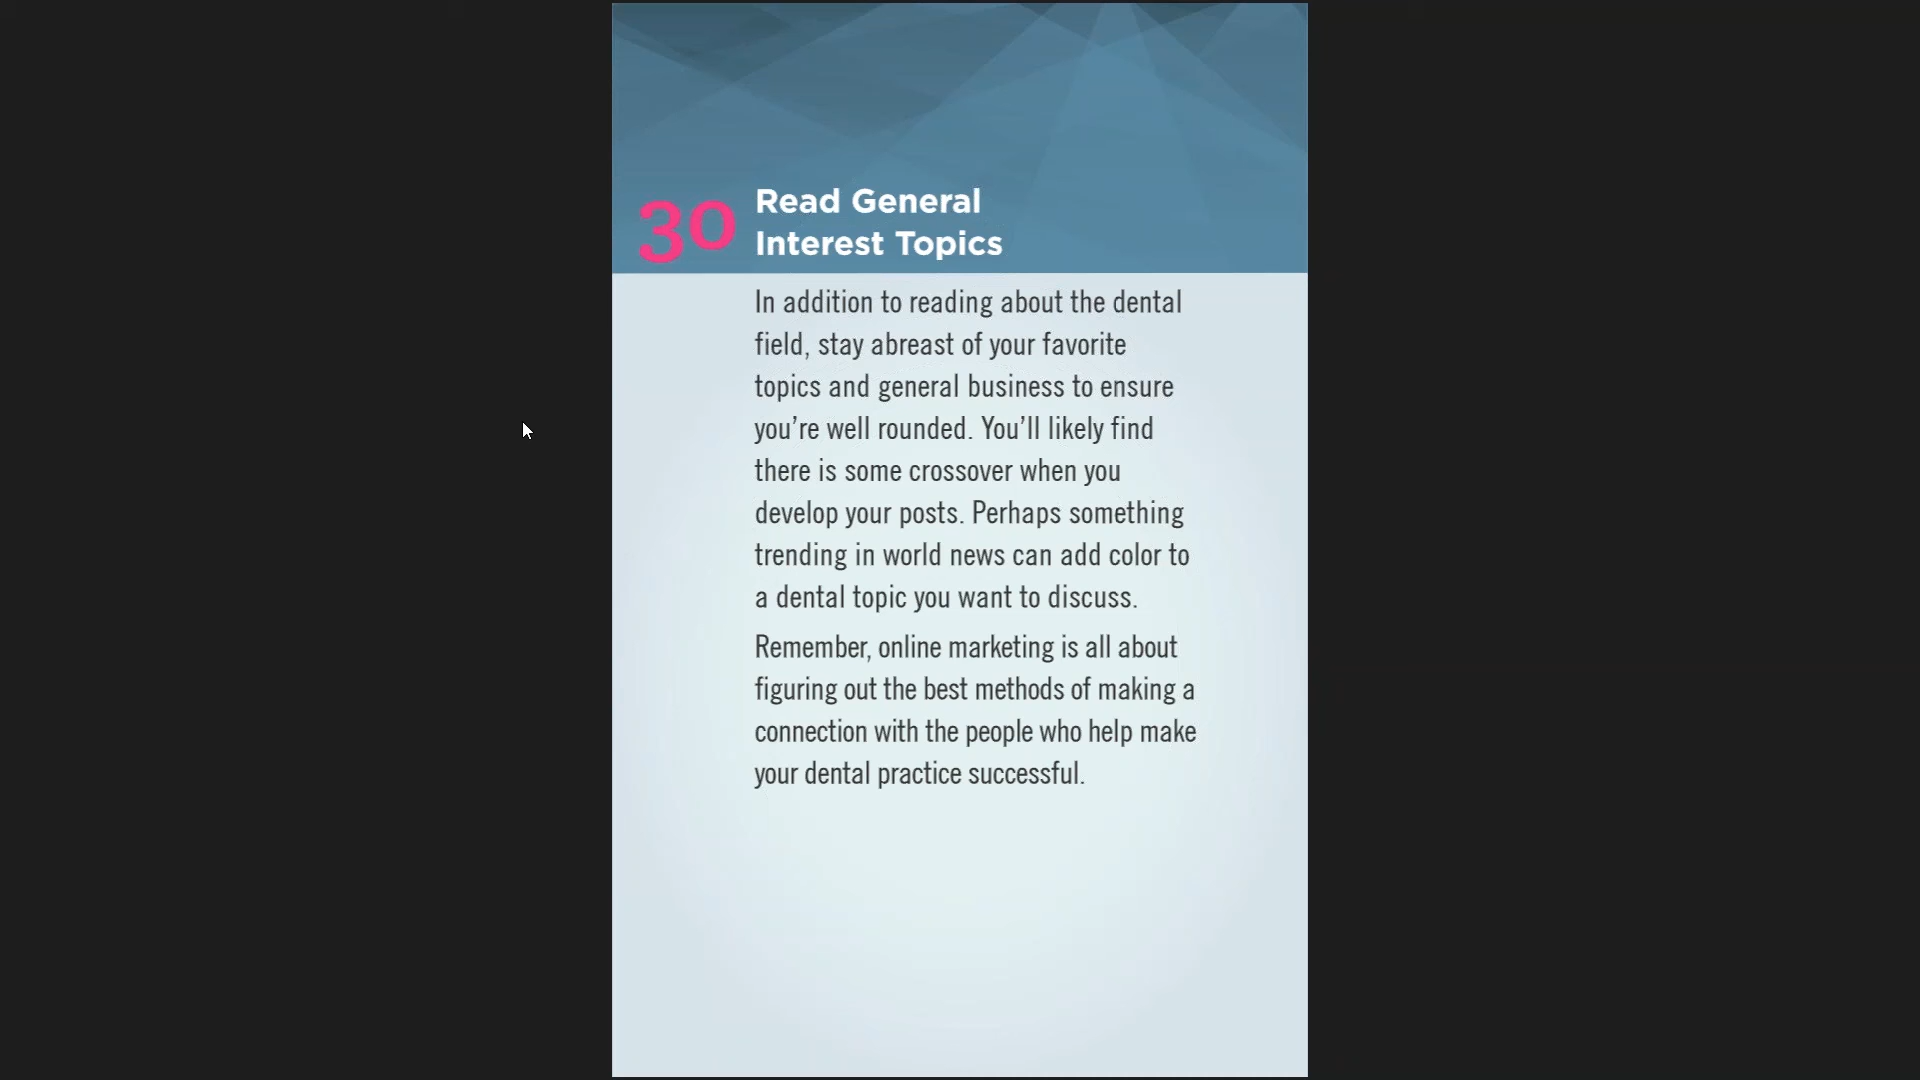 30
Read General
Interest Topics
In addition to reading about the dental
field, stay abreast of your favorite
topics and general business to ensure
you’re well rounded. You’ll likely find
there is some crossover when you
develop your posts. Perhaps something
trending in world news can add color to
a dental topic you want to discuss.
Remember, online marketing is all about
figuring out the best methods of making a
connection with the people who help make
your dental practice successful.